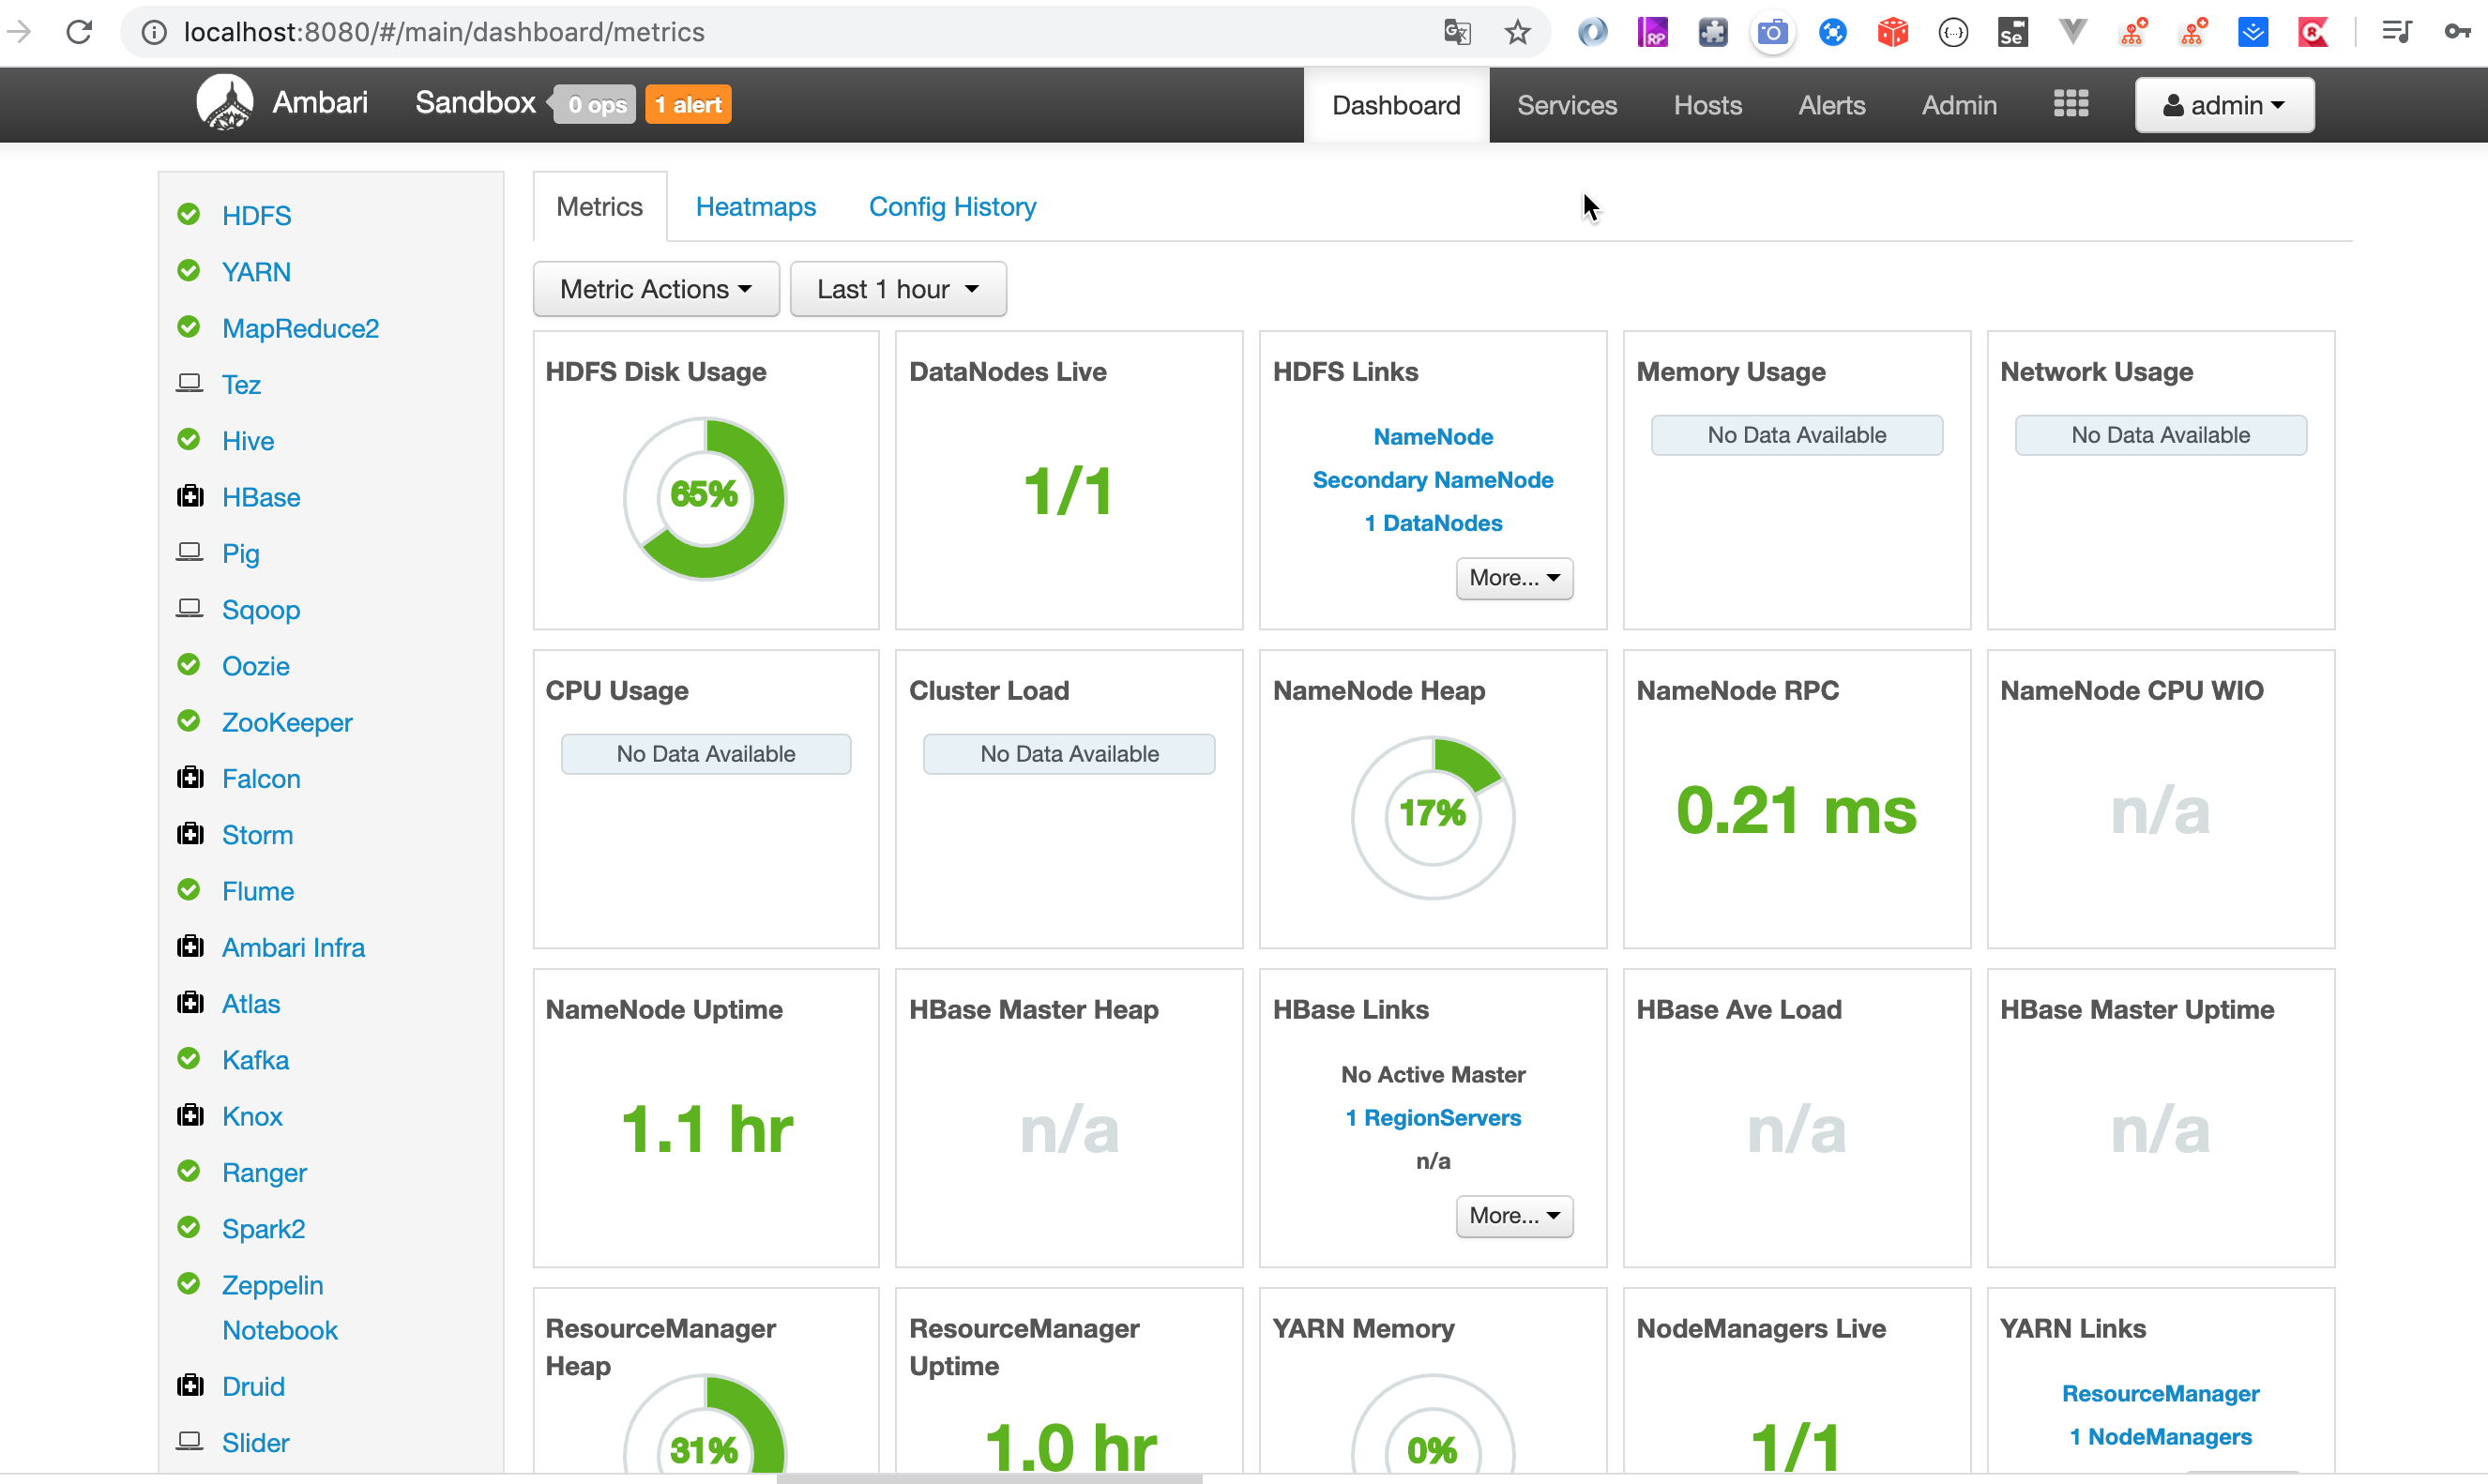 localhost:8080/#/main/dashboard/metrics
RP
{...}
Se
Ambari Sandbox 0 ops 1 alert Dashboard Services Hosts Alerts Admin admin
HDFS
YARN
MapReduce2
Tez
Hive
HBase
Pig
Sqoop
Oozie
ZooKeeper
Falcon
Storm
Flume
Ambari Infra
Atlas
Kafka
Knox
Ranger
Spark2
Zeppelin
Notebook
Druid
Slider
Metrics Heatmaps Config History
Metric Actions Last 1 hour
HDFS Disk Usage
65%
DataNodes Live
1/1
HDFS Links
NameNode
Secondary NameNode
1 DataNodes
More...
Memory Usage
No Data Available
Network Usage
No Data Available
CPU Usage
No Data Available
Cluster Load
No Data Available
NameNode Heap
17%
NameNode RPC
0.21 ms
NameNode CPU WIO
n/a
NameNode Uptime
1.1 hr
HBase Master Heap
n/a
HBase Links
No Active Master
1 RegionServers
n/a
More...
HBase Ave Load
n/a
HBase Master Uptime
n/a
ResourceManager
Heap
31%
ResourceManager
Uptime
1.0 hr
YARN Memory
0%
NodeManagers Live
1/1
YARN Links
ResourceManager
1 NodeManagers